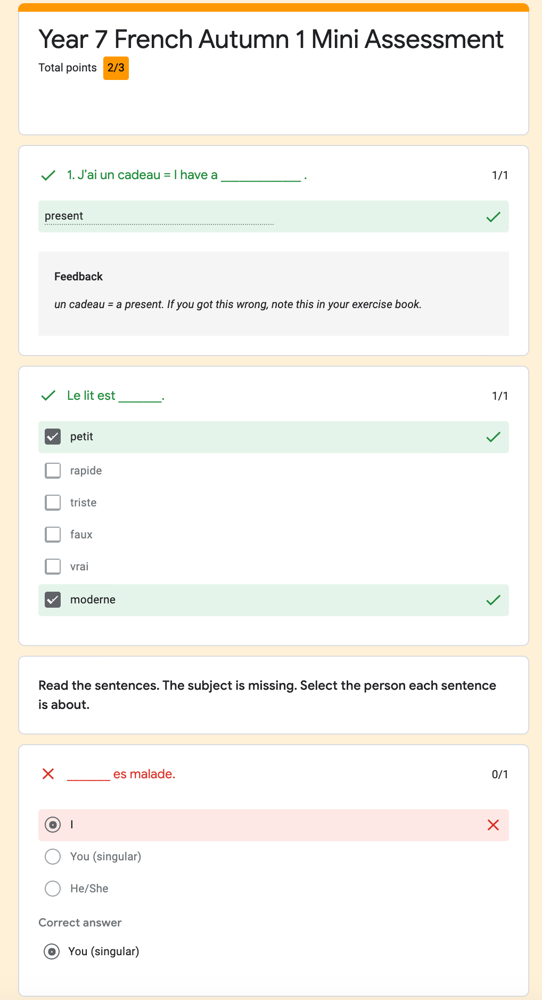 Year 7 French Autumn 1 Mini Assessment
Total points 2/3
1. J’ai un cadeau = I have a _____________ . 1/1
present
Feedback
un cadeau = a present. If you got this wrong, note this in your exercise book.
Le lit est _______. 1/1
petit
rapide
triste
faux
vrai
moderne
Read the sentences. The subject is missing. Select the person each sentence
is about.
_______ es malade. 0/1
I
You (singular)
He/She
Correct answer
You (singular)